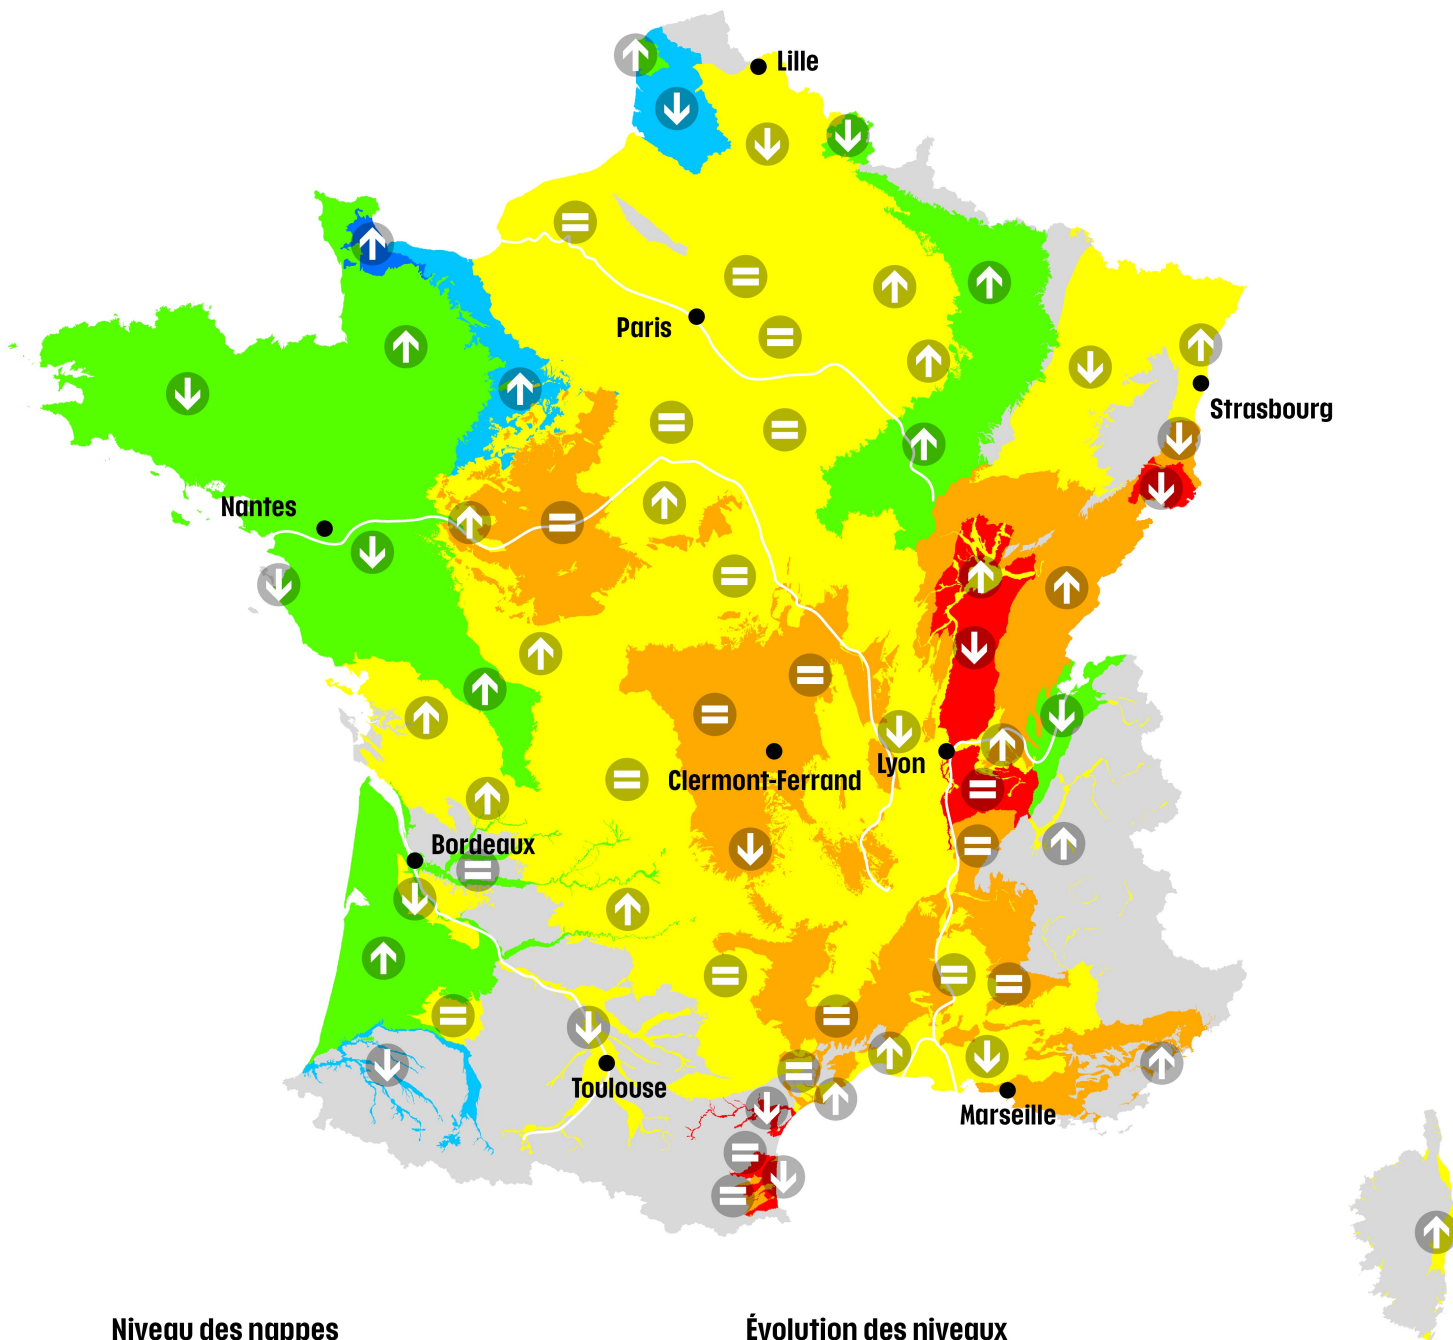 Lille
Paris
Strasbourg
Nantes
Lyon
Clermont-Ferrand
Bordeaux
Toulouse
Marseille
Niveau des nappes
Évolution des niveaux